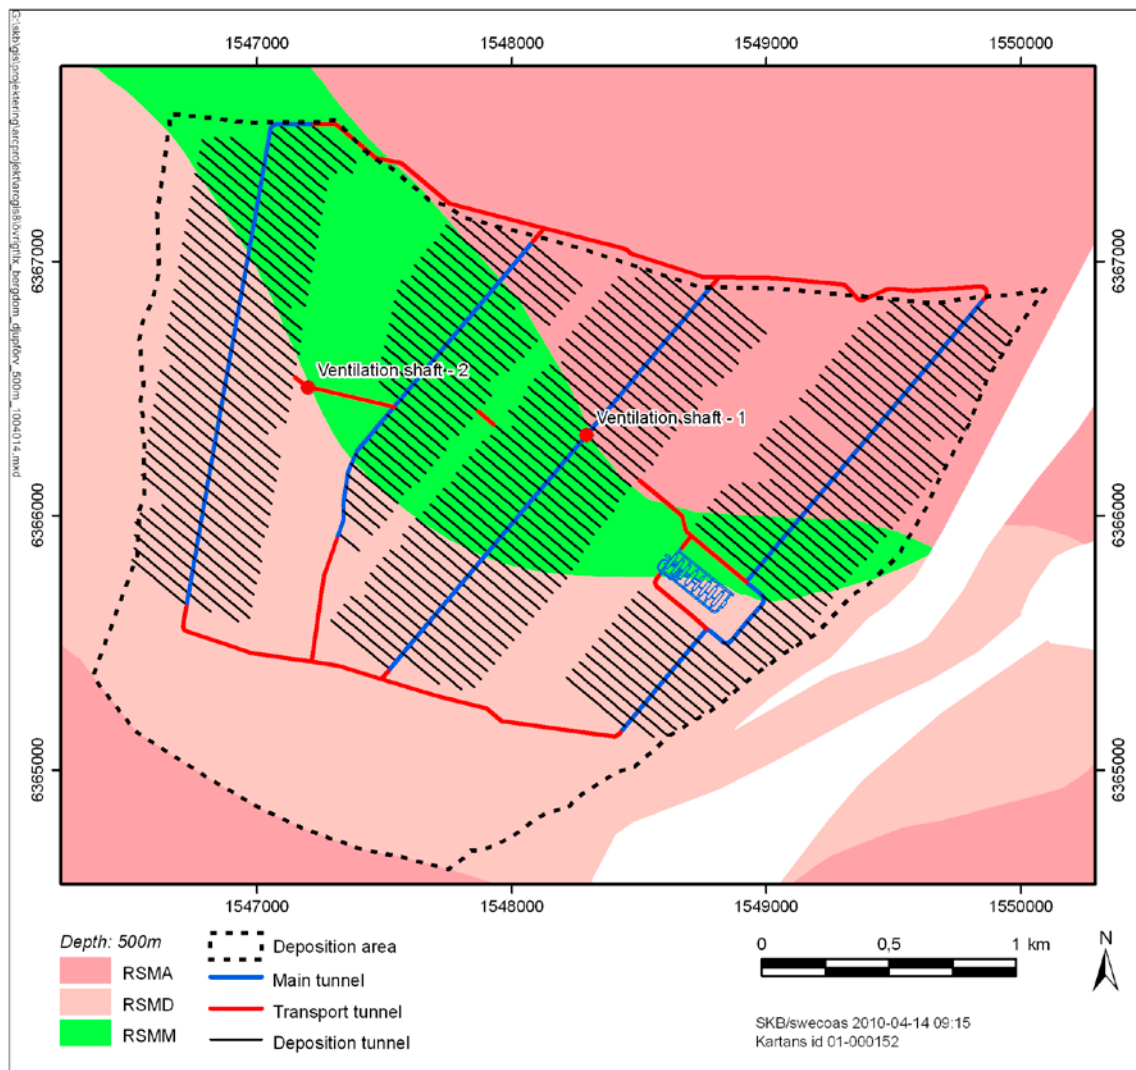 1547000 1548000 1549000 1550000
6367000 6367000
Ventilation shaft - 2
Ventilation shaft - 1
6366000 6366000
6365000 6365000
1547000 1548000 1549000 1550000
Depth: 500m
RSMA
RSMD
RSMM
Deposition area
Main tunnel
Transport tunnel
Deposition tunnel
0 0,5 1 km
N
SKB/swecoas 2010-04-14 09:15
Kartans id 01-000152